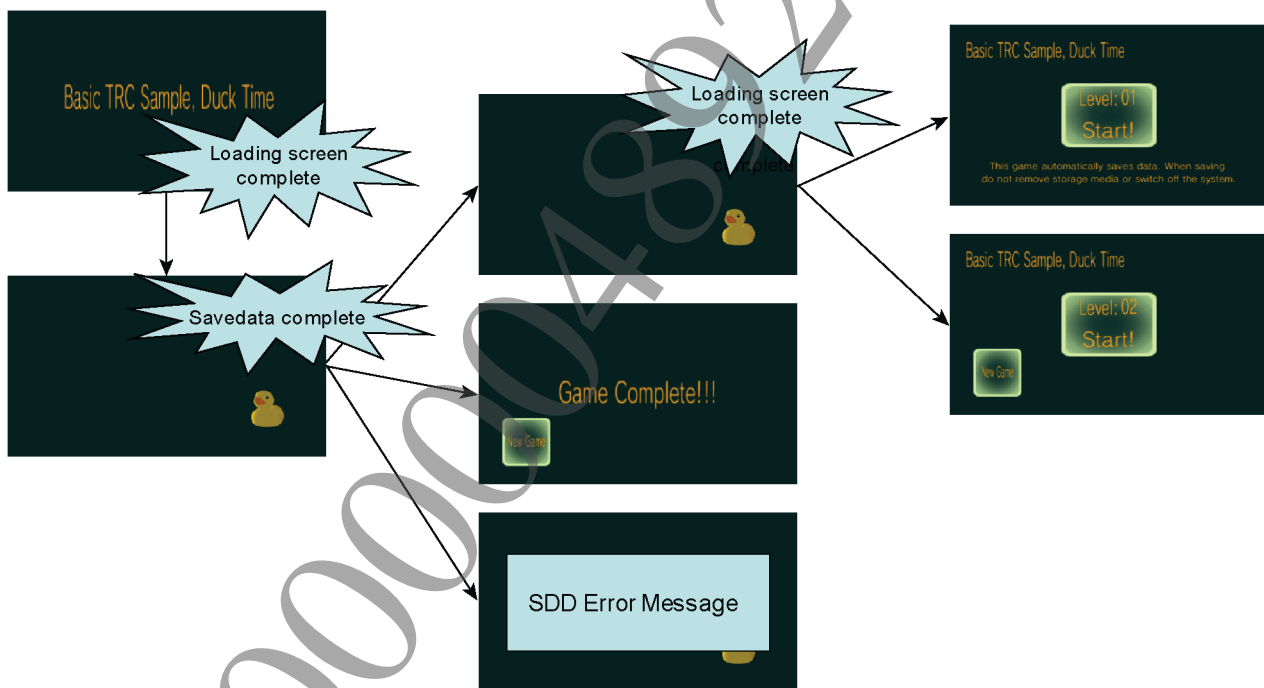 Basic TRC Sample, Duck Time
Loading screen
complete
Savedata complete
Loading screen
complete
complete
Game Complete!!!
New Game
SDD Error Message
Basic TRC Sample, Duck Time
Level: 01
Start!
This game automatically saves data. When saving
do not remove storage media or switch off the system.
Basic TRC Sample, Duck Time
Level: 02
Start!
New Game
000004892